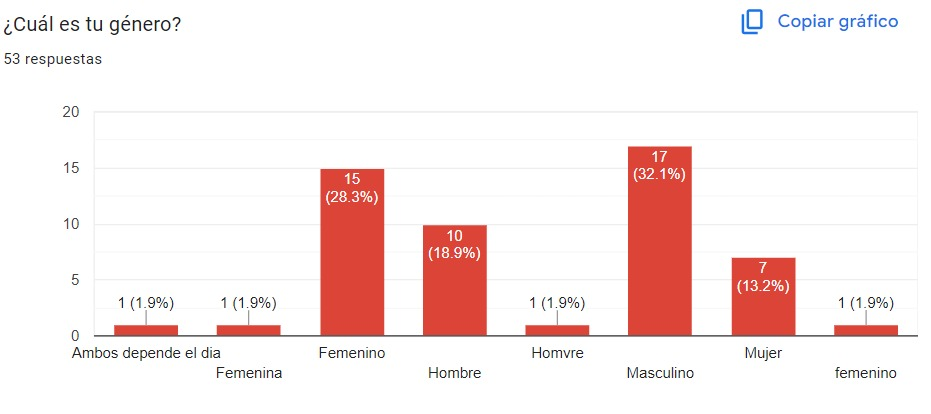 ¿Cuál es tu género?
Copiar gráfico
53 respuestas
20
15
10
5
0
1 (1.9%)
1 (1.9%)
15
(28.3%)
10
(18.9%)
1 (1.9%)
17
(32.1%)
7
(13.2%)
1 (1.9%)
Ambos depende el dia
Femenina
Femenino
Hombre
Homvre
Masculino
Mujer
femenino